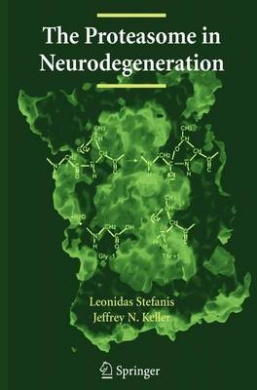 The Proteasome in
Neurodegeneration
Leonidas Stefanis
Jeffrey N. Keller
Springer